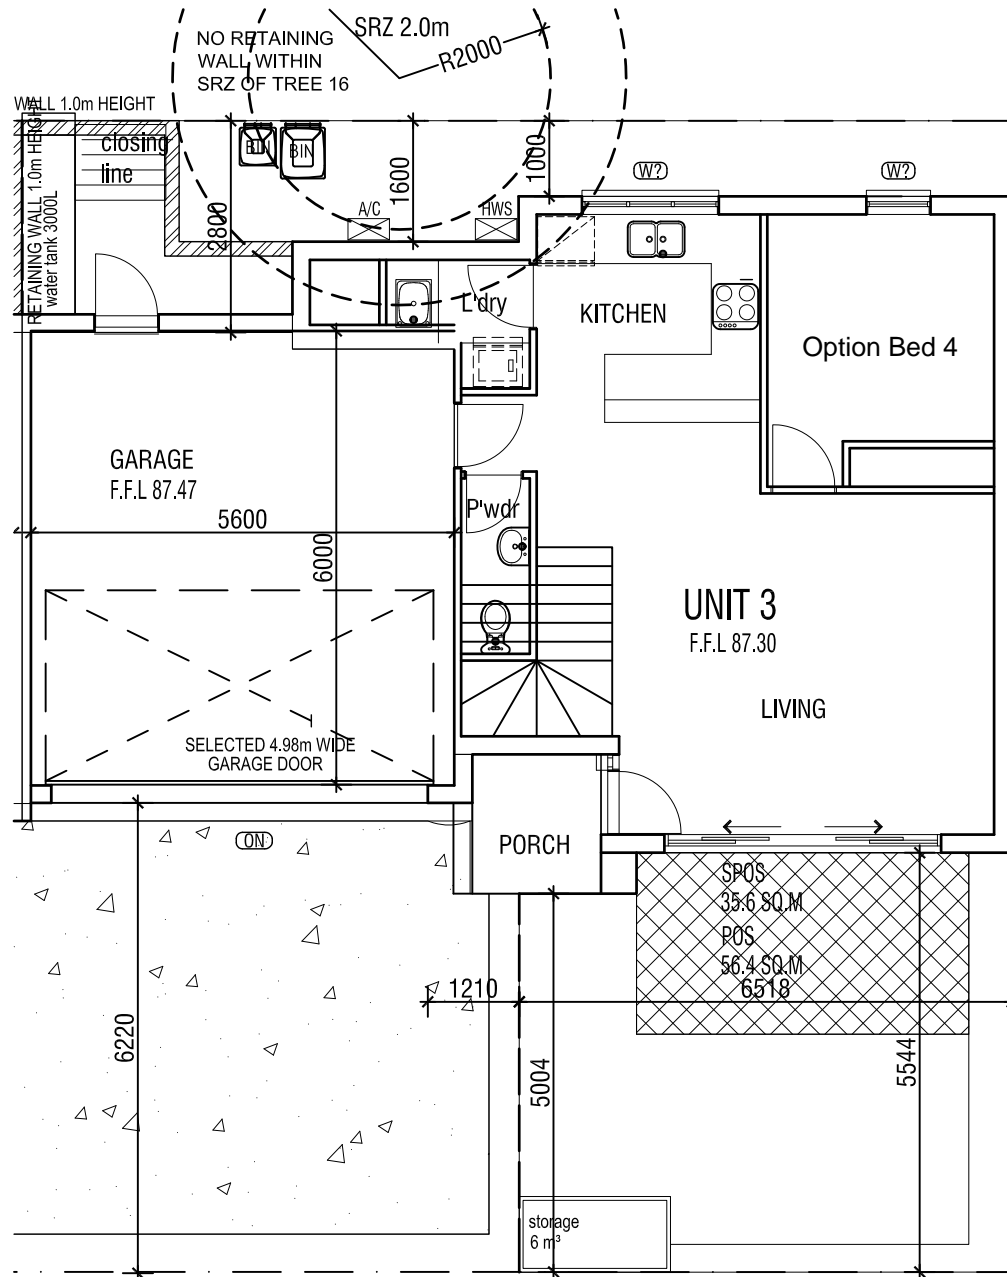 SRZ 2.0m
R2000
NO RETAINING
WALL WITHIN
SRZ OF TREE 16
WALL 1.0m HEIGHT
RETAINING WALL 1.0m HEIGHT
water tank 3000L
closing
line
BIN
BIN
2800
1600
1000
A/C
HWS
W?
W?
L'dry
KITCHEN
Option Bed 4
GARAGE
F.F.L 87.47
5600
6000
P'wdr
UNIT 3
F.F.L 87.30
LIVING
SELECTED 4.98m WIDE
GARAGE DOOR
ON
PORCH
SPOS
35.6 SQ.M
POS
56.4 SQ.M
1210
6518
6220
5004
5544
storage
6 m³